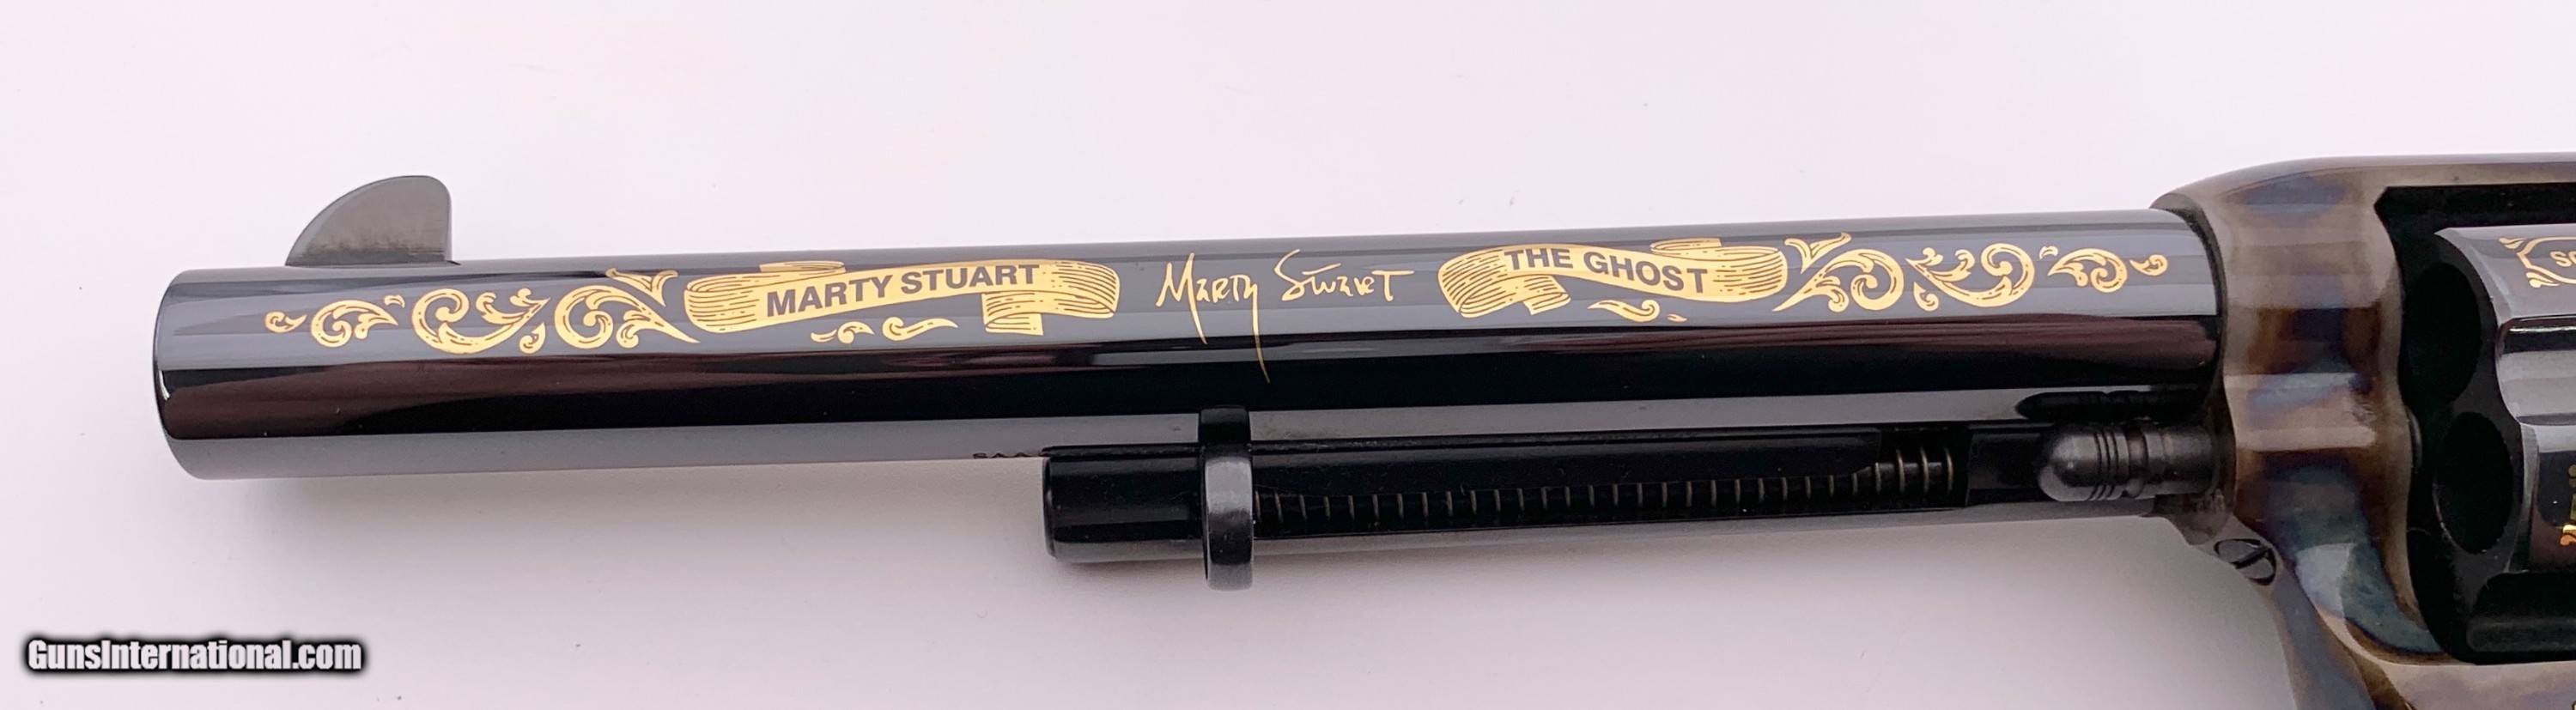 MARTY STUART
Marty Stuart
THE GHOST
GunsInternational.com